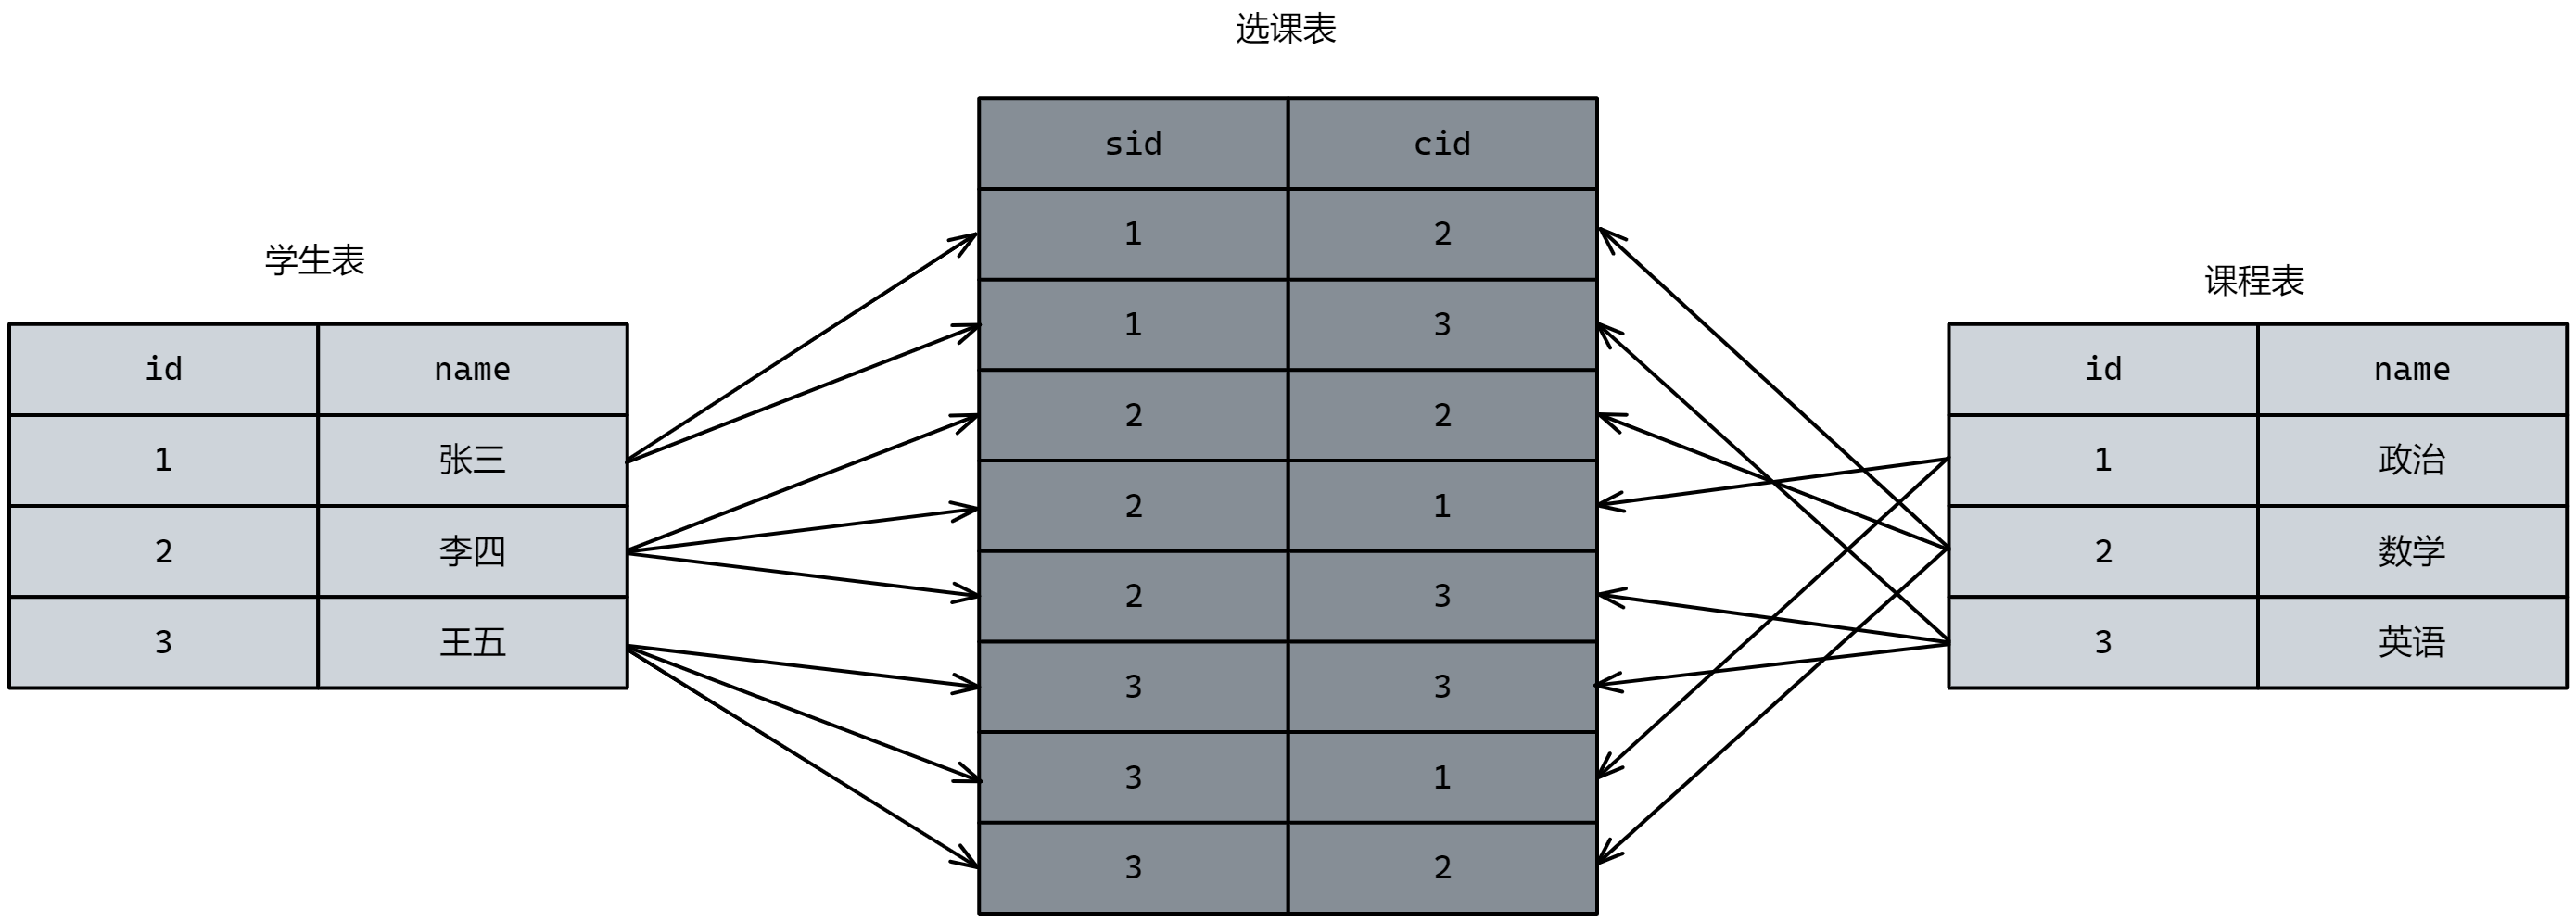 选课表
sid cid
1 2
1 3
2 2
2 1
2 3
3 3
3 1
3 2
学生表
id name
1 张三
2 李四
3 王五
课程表
id name
1 政治
2 数学
3 英语